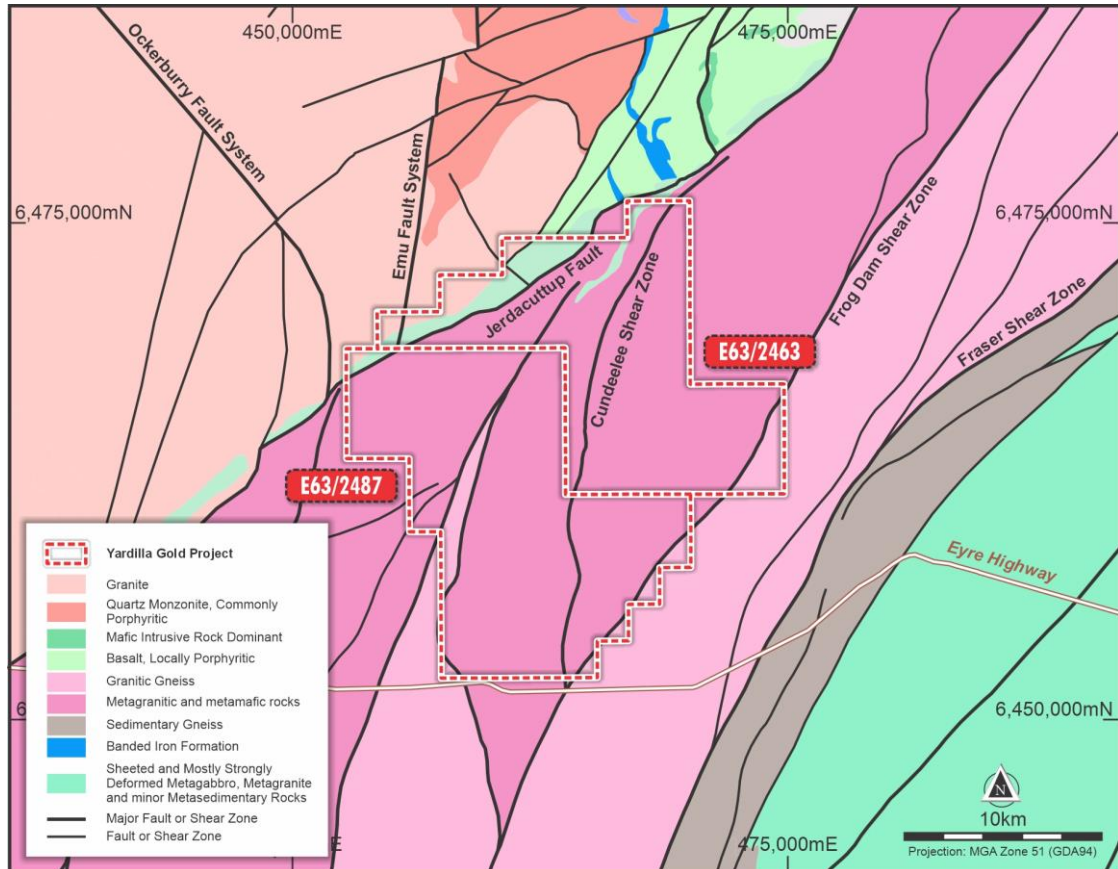 450,000mE
475,000mE
Ockerburry Fault System
Emu Fault System
6,475,000mN
6,475,000mN
Jerdacuttup Fault
Cundeelee Shear Zone
Frog Dam Shear Zone
Fraser Shear Zone
E63/2463
E63/2487
Eyre Highway
Yardilla Gold Project
Granite
Quartz Monzonite, Commonly
Porphyritic
Mafic Intrusive Rock Dominant
Basalt, Locally Porphyritic
Granitic Gneiss
Metagranitic and metamafic rocks
Sedimentary Gneiss
Banded Iron Formation
Sheeted and Mostly Strongly
Deformed Metagabbro, Metagranite
and minor Metasedimentary Rocks
Major Fault or Shear Zone
Fault or Shear Zone
6,450,000mN
N
10km
475,000mE
Projection: MGA Zone 51 (GDA94)